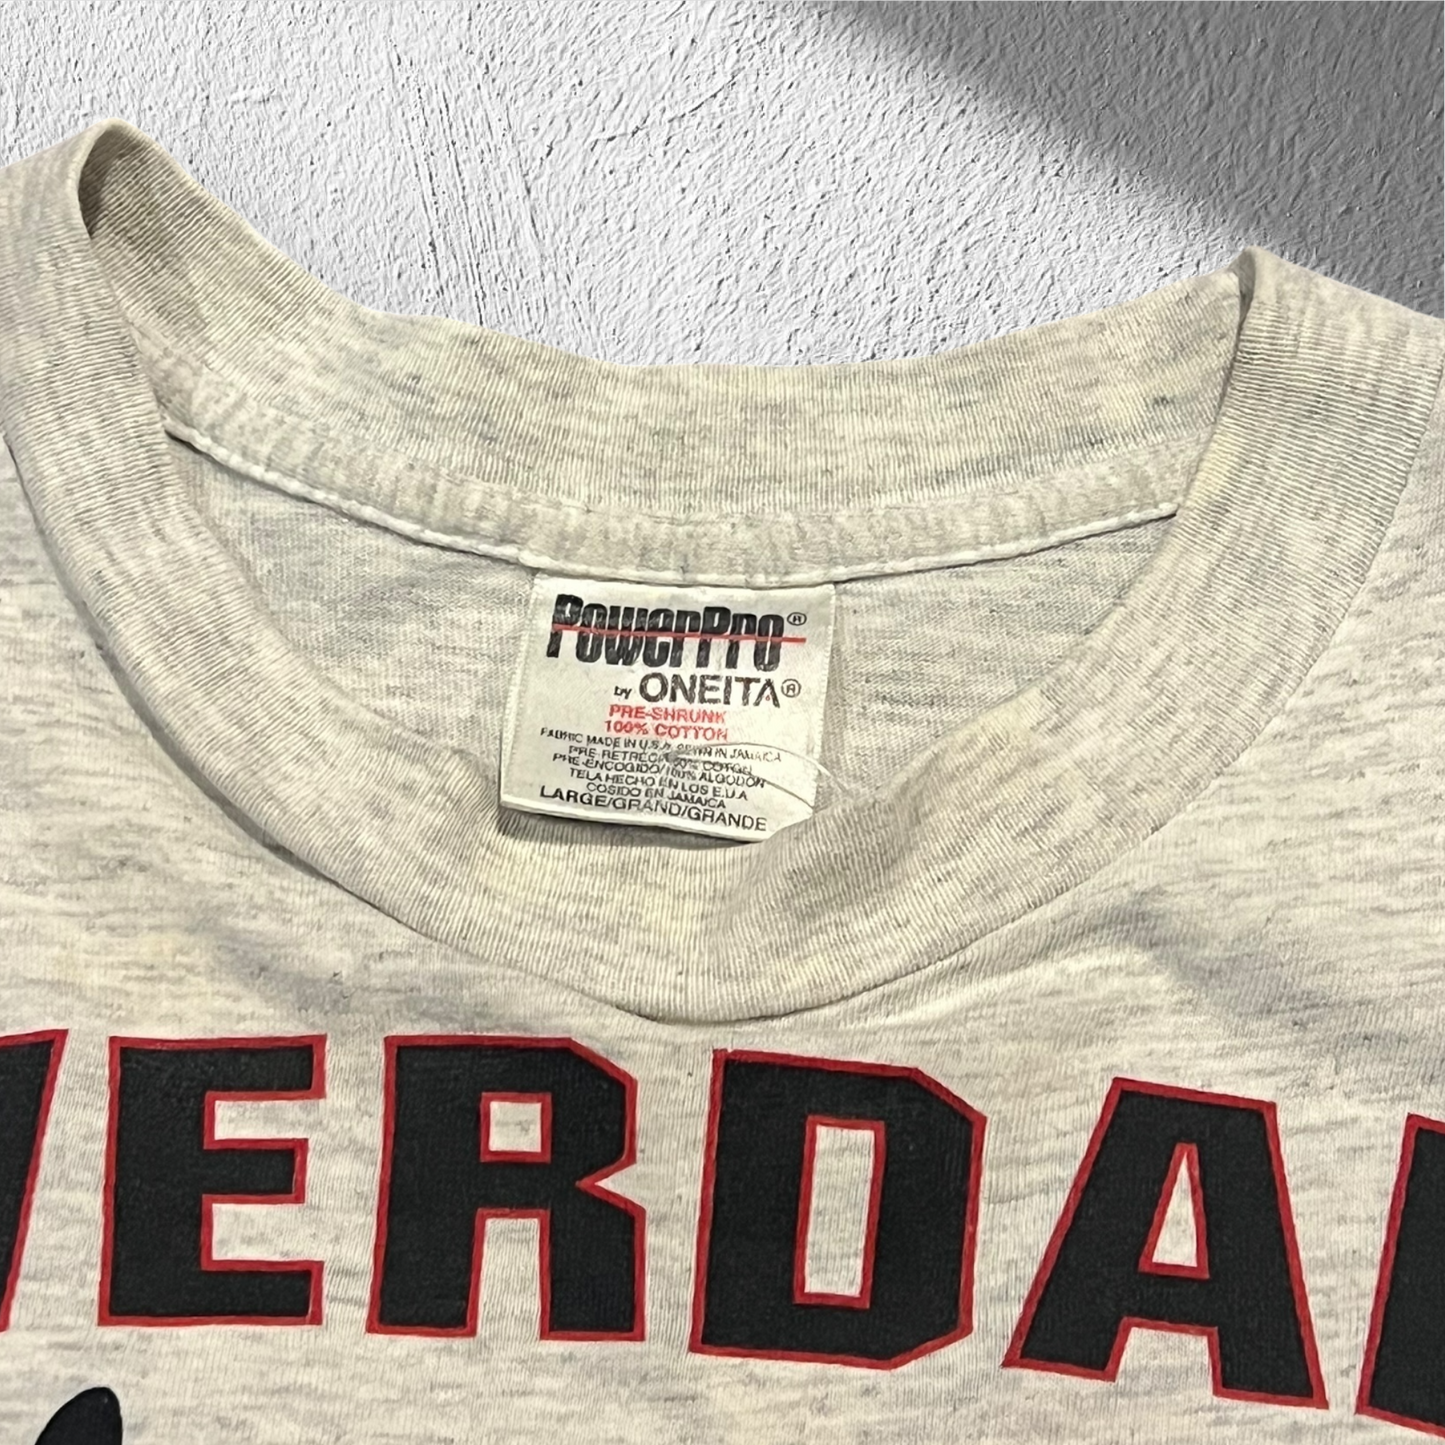 PowerPro®
by ONEITA®
PRE-SHRUNK
100% COTTON
FABRIC MADE IN U.S.A. SEWN IN JAMAICA
PRE-RETRECI 100% COTON
PRE-ENCOGIDO/100% ALGODON
TELA HECHO EN LOS E.U.A
COSIDO EN JAMAICA
LARGE/GRAND/GRANDE
VERDA